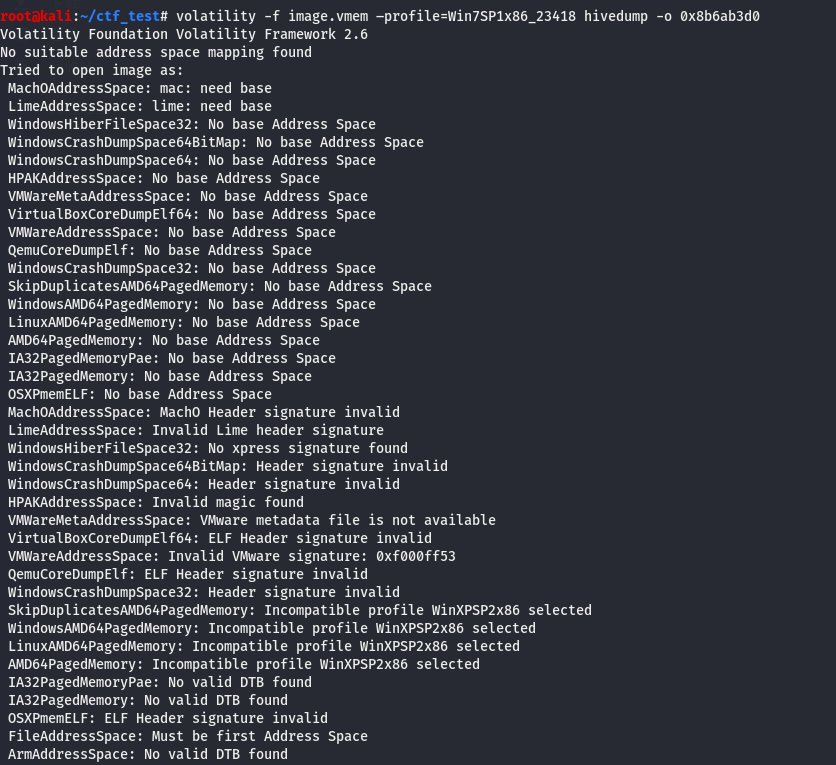 root@kali:~/ctf_test# volatility -f image.vmem –profile=Win7SP1x86_23418 hivedump -o 0x8b6ab3d0
Volatility Foundation Volatility Framework 2.6
No suitable address space mapping found
Tried to open image as:
 MachOAddressSpace: mac: need base
 LimeAddressSpace: lime: need base
 WindowsHiberFileSpace32: No base Address Space
 WindowsCrashDumpSpace64BitMap: No base Address Space
 WindowsCrashDumpSpace64: No base Address Space
 HPAKAddressSpace: No base Address Space
 VMWareMetaAddressSpace: No base Address Space
 VirtualBoxCoreDumpElf64: No base Address Space
 VMWareAddressSpace: No base Address Space
 QemuCoreDumpElf: No base Address Space
 WindowsCrashDumpSpace32: No base Address Space
 SkipDuplicatesAMD64PagedMemory: No base Address Space
 WindowsAMD64PagedMemory: No base Address Space
 LinuxAMD64PagedMemory: No base Address Space
 AMD64PagedMemory: No base Address Space
 IA32PagedMemoryPae: No base Address Space
 IA32PagedMemory: No base Address Space
 OSXPmemELF: No base Address Space
 MachOAddressSpace: MachO Header signature invalid
 LimeAddressSpace: Invalid Lime header signature
 WindowsHiberFileSpace32: No xpress signature found
 WindowsCrashDumpSpace64BitMap: Header signature invalid
 WindowsCrashDumpSpace64: Header signature invalid
 HPAKAddressSpace: Invalid magic found
 VMWareMetaAddressSpace: VMware metadata file is not available
 VirtualBoxCoreDumpElf64: ELF Header signature invalid
 VMWareAddressSpace: Invalid VMware signature: 0xf000ff53
 QemuCoreDumpElf: ELF Header signature invalid
 WindowsCrashDumpSpace32: Header signature invalid
 SkipDuplicatesAMD64PagedMemory: Incompatible profile WinXPSP2x86 selected
 WindowsAMD64PagedMemory: Incompatible profile WinXPSP2x86 selected
 LinuxAMD64PagedMemory: Incompatible profile WinXPSP2x86 selected
 AMD64PagedMemory: Incompatible profile WinXPSP2x86 selected
 IA32PagedMemoryPae: No valid DTB found
 IA32PagedMemory: No valid DTB found
 OSXPmemELF: ELF Header signature invalid
 FileAddressSpace: Must be first Address Space
 ArmAddressSpace: No valid DTB found